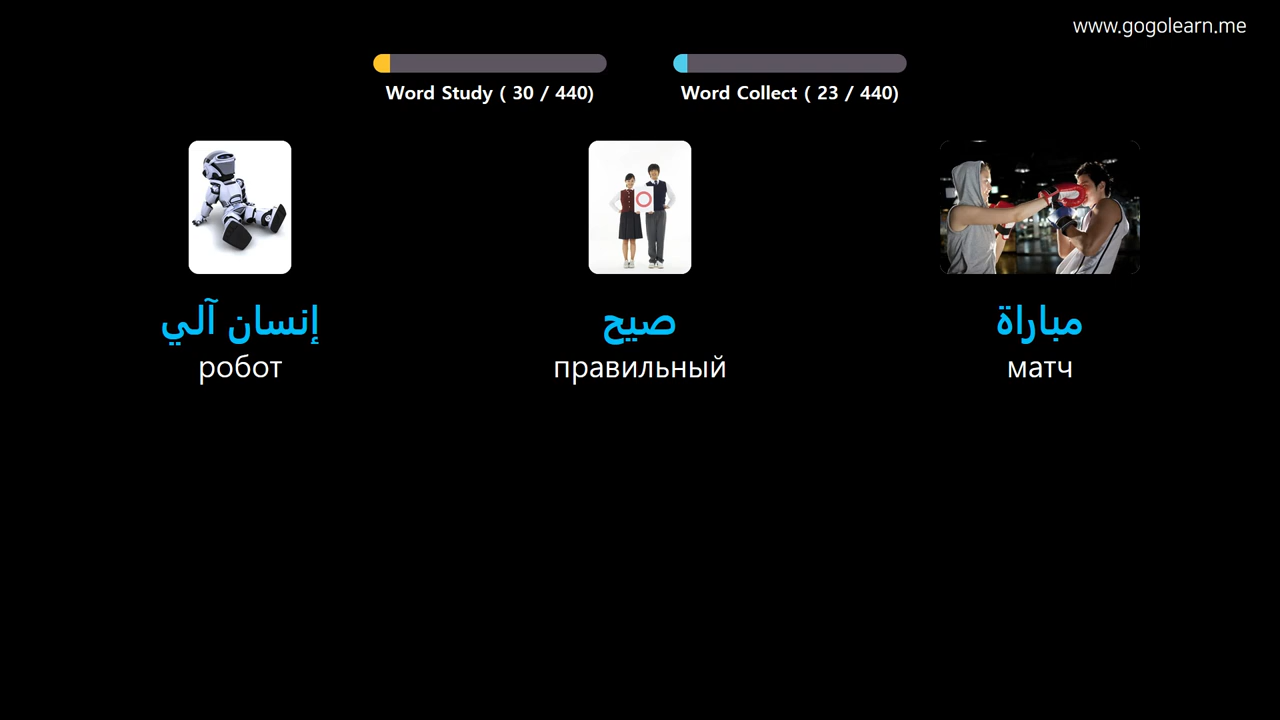 www.gogolearn.me
Word Study ( 30 / 440)
Word Collect ( 23 / 440)
إنسان آلي
робот
صيح
правильный
مباراة
матч